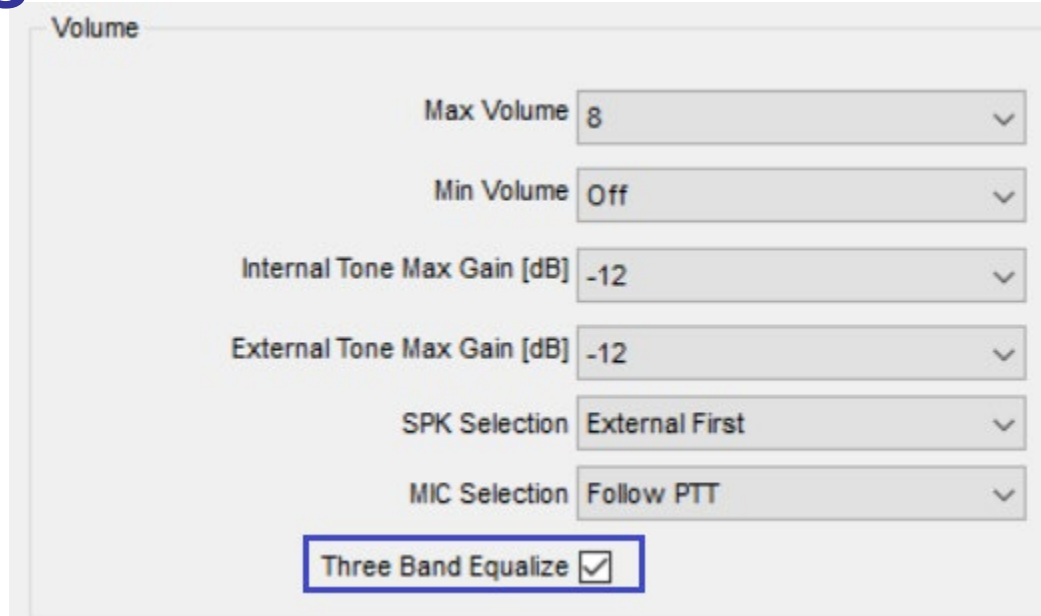 Volume
Max Volume 8
Min Volume Off
Internal Tone Max Gain [dB] -12
External Tone Max Gain [dB] -12
SPK Selection External First
MIC Selection Follow PTT
Three Band Equalize